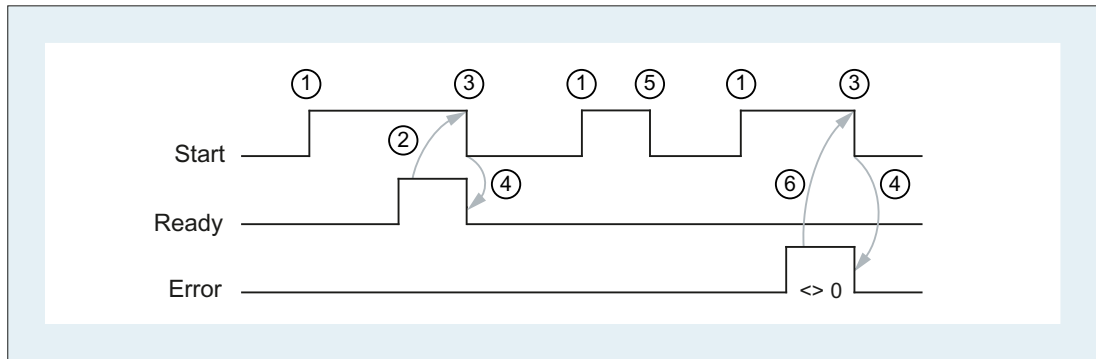 ① ③ ① ⑤ ① ③
②
Start
④ ⑥ ④
Ready
Error
<> 0